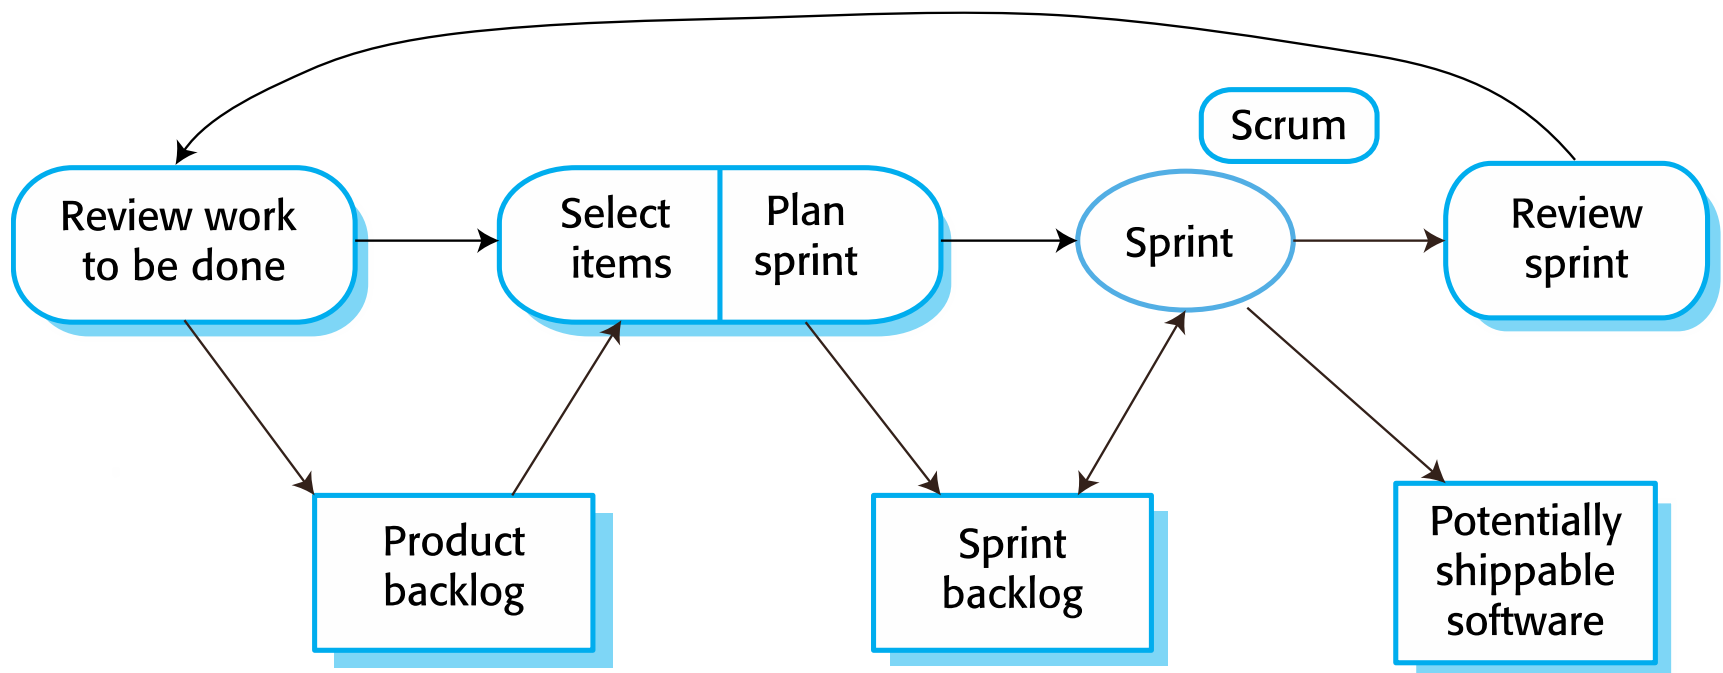 Scrum
Review work
to be done
Select
items
Plan
sprint
Sprint
Review
sprint
Product
backlog
Sprint
backlog
Potentially
shippable
software